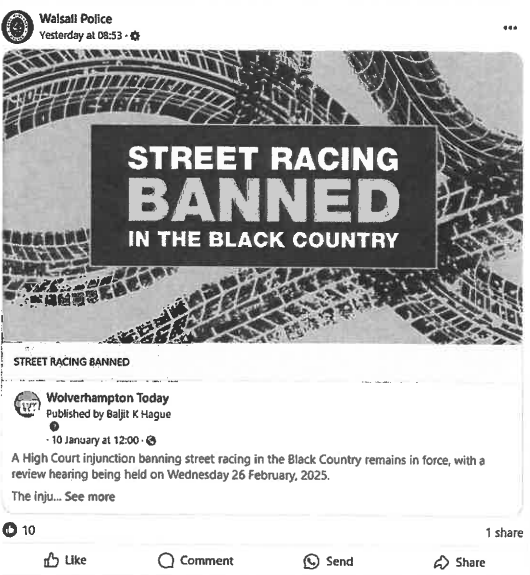 Walsall Police
Yesterday at 08:53 ·
STREET RACING
BANNED
IN THE BLACK COUNTRY
STREET RACING BANNED
Wolverhampton Today
Published by Baljit K Hague
· 10 January at 12:00 ·
A High Court injunction banning street racing in the Black Country remains in force, with a
review hearing being held on Wednesday 26 February, 2025.
The inju... See more
10
1 share
Like
Comment
Send
Share